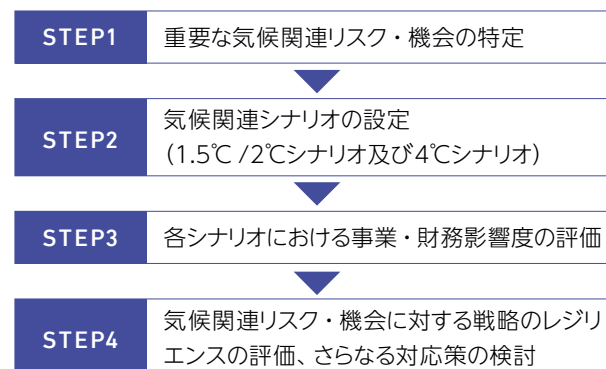 STEP1
重要な気候関連リスク・機会の特定
STEP2
気候関連シナリオの設定
(1.5℃ /2℃シナリオ及び4℃シナリオ)
STEP3
各シナリオにおける事業・財務影響度の評価
STEP4
気候関連リスク・機会に対する戦略のレジリ
エンスの評価、さらなる対応策の検討